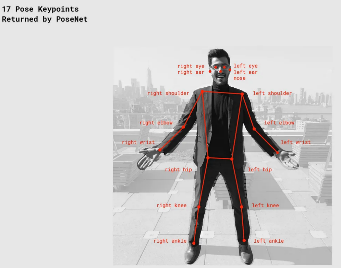 17 Pose Keypoints
Returned by PoseNet
right eye
left eye
right ear
left ear
nose
right shoulder
left shoulder
right elbow
left elbow
right wrist
left wrist
right hip
left hip
right knee
left knee
right ankle
left ankle